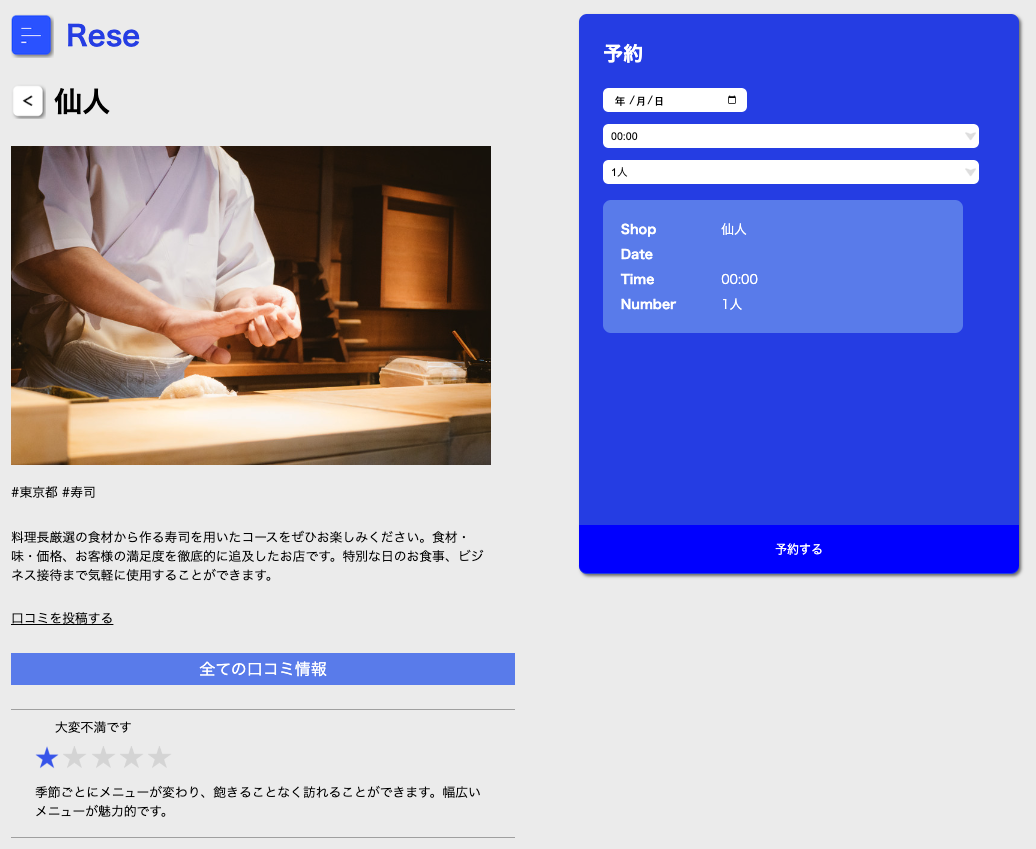 Rese
< 仙人
#東京都 #寿司
料理長厳選の食材から作る寿司を用いたコースをぜひお楽しみください。食材・
味・価格、お客様の満足度を徹底的に追及したお店です。特別な日のお食事、ビジ
ネス接待まで気軽に使用することができます。
口コミを投稿する
全ての口コミ情報
大変不満です
季節ごとにメニューが変わり、飽きることなく訪れることができます。幅広い
メニューが魅力的です。
予約
年 /月/日
00:00
1人
Shop 仙人
Date
Time 00:00
Number 1人
予約する